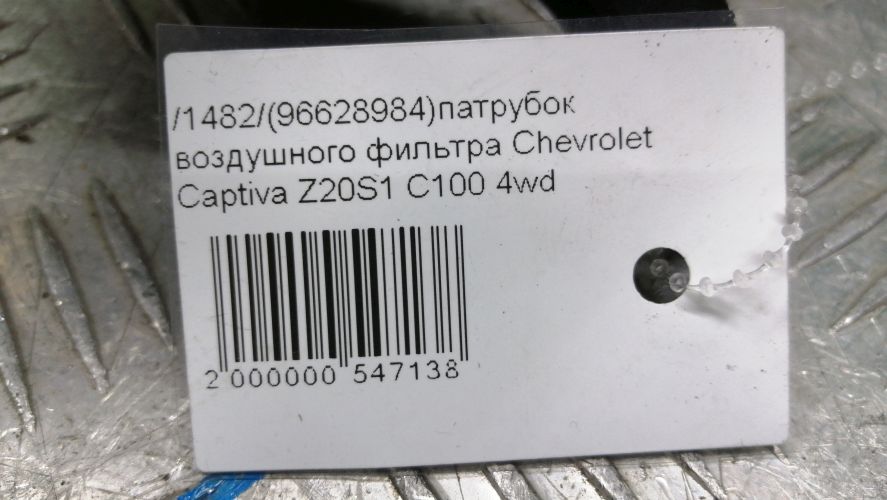 /1482/(96628984)патрубок
воздушного фильтра Chevrolet
Captiva Z20S1 C100 4wd
2 000000 547138